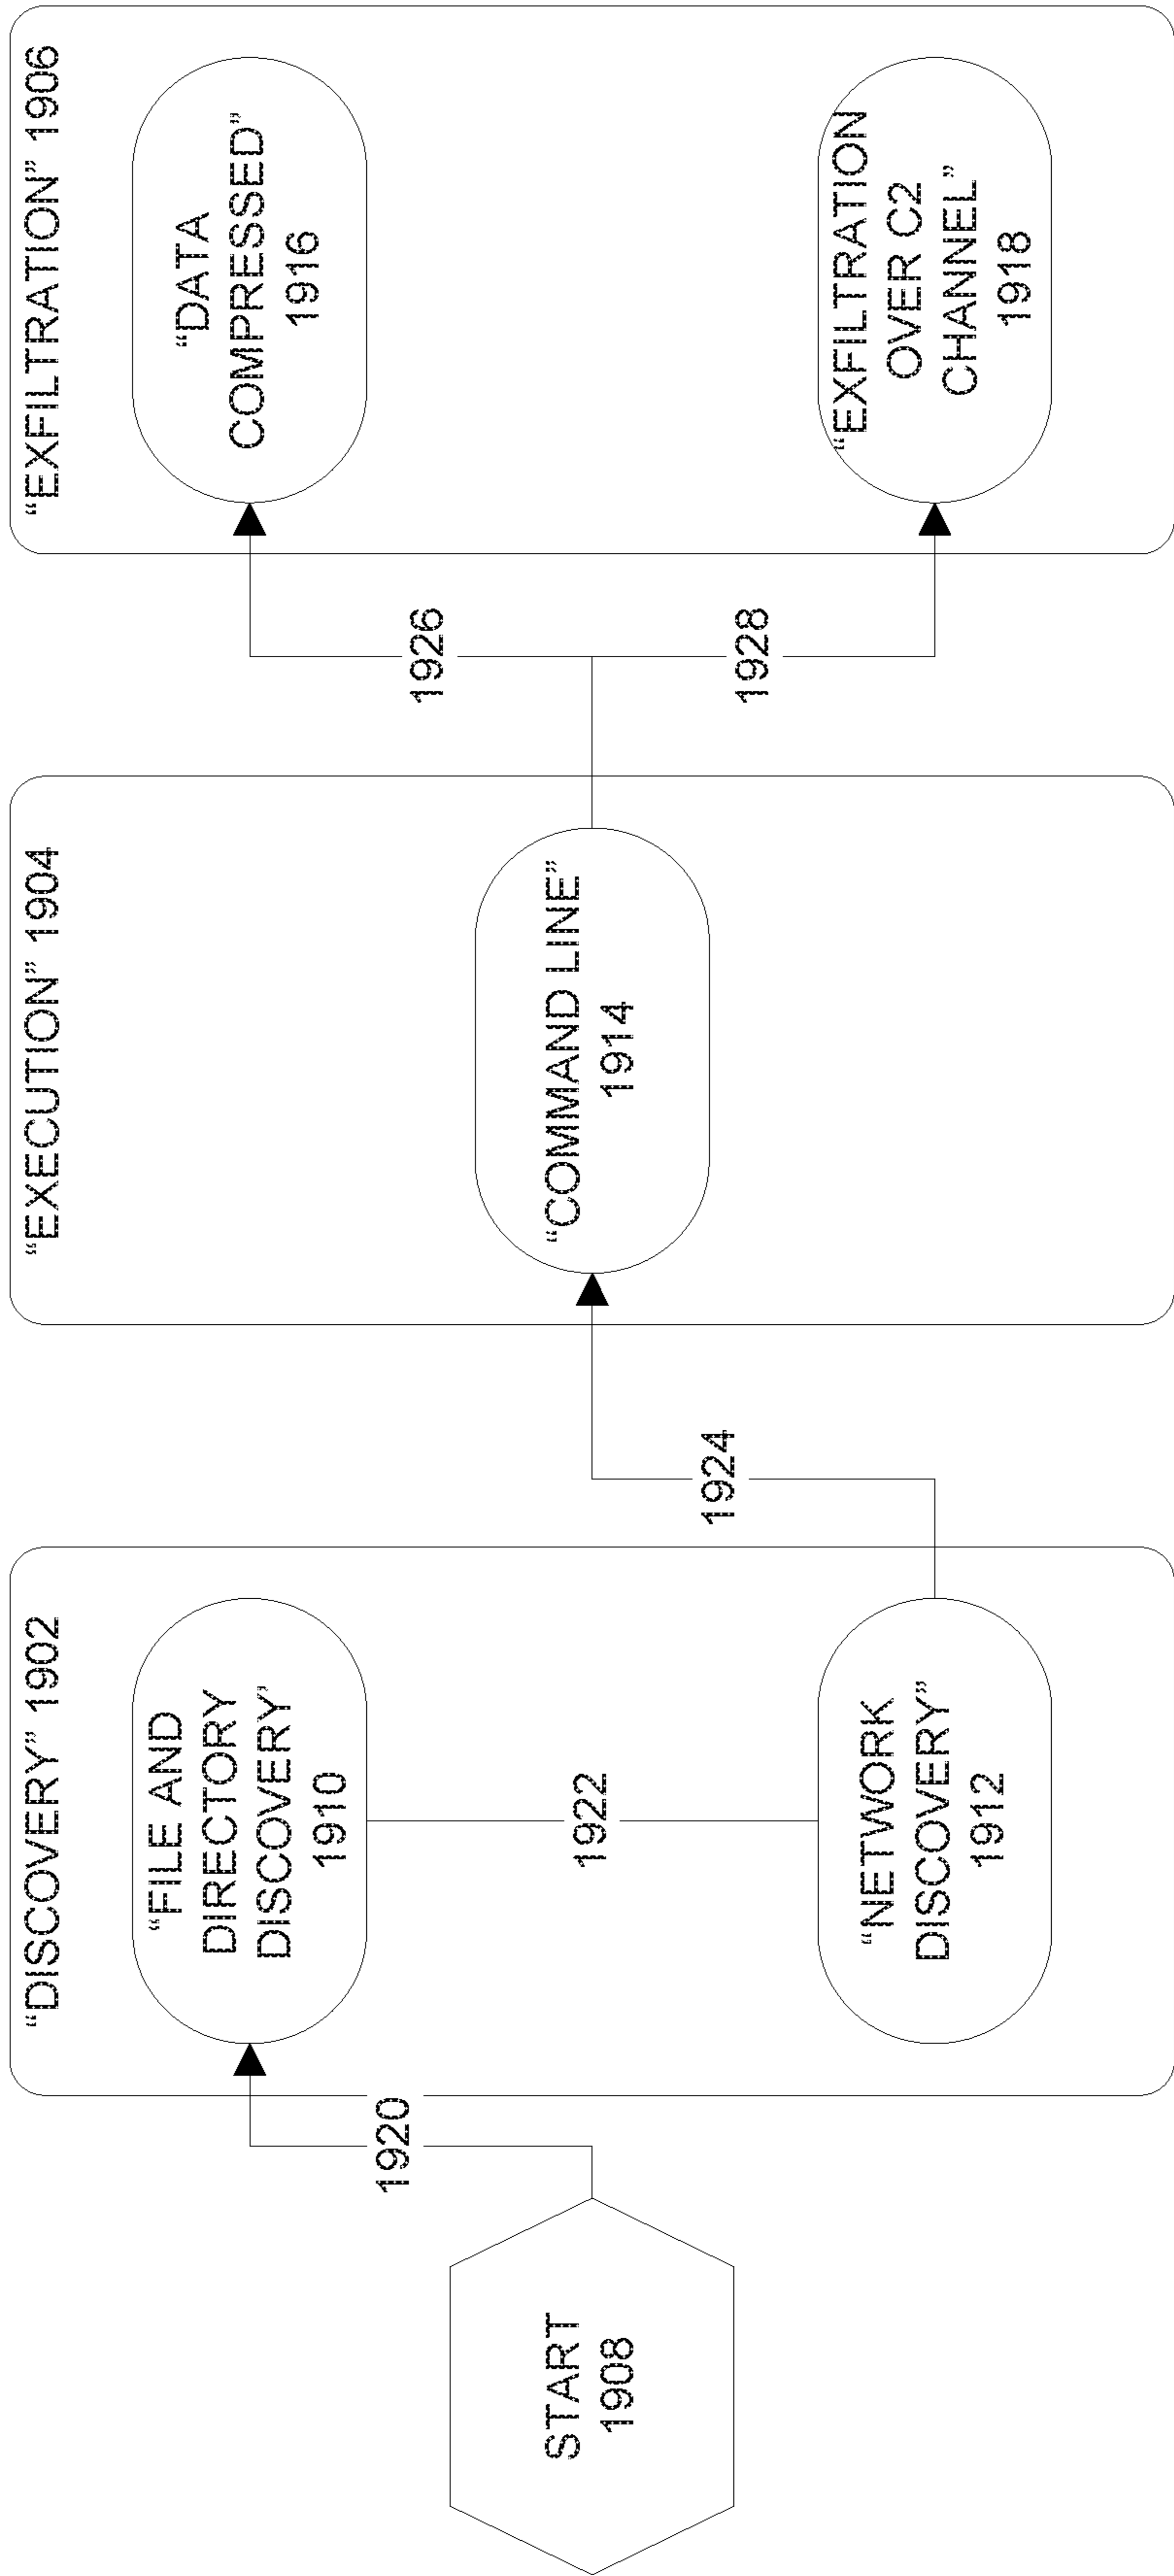 “DISCOVERY” 1902
“EXECUTION” 1904
“EXFILTRATION” 1906
START
1908
1920
“FILE AND
DIRECTORY
DISCOVERY’
1910
1922
“NETWORK
DISCOVERY”
1912
1924
“COMMAND LINE”
1914
1926
1928
“DATA
COMPRESSED”
1916
“EXFILTRATION
OVER C2
CHANNEL”
1918